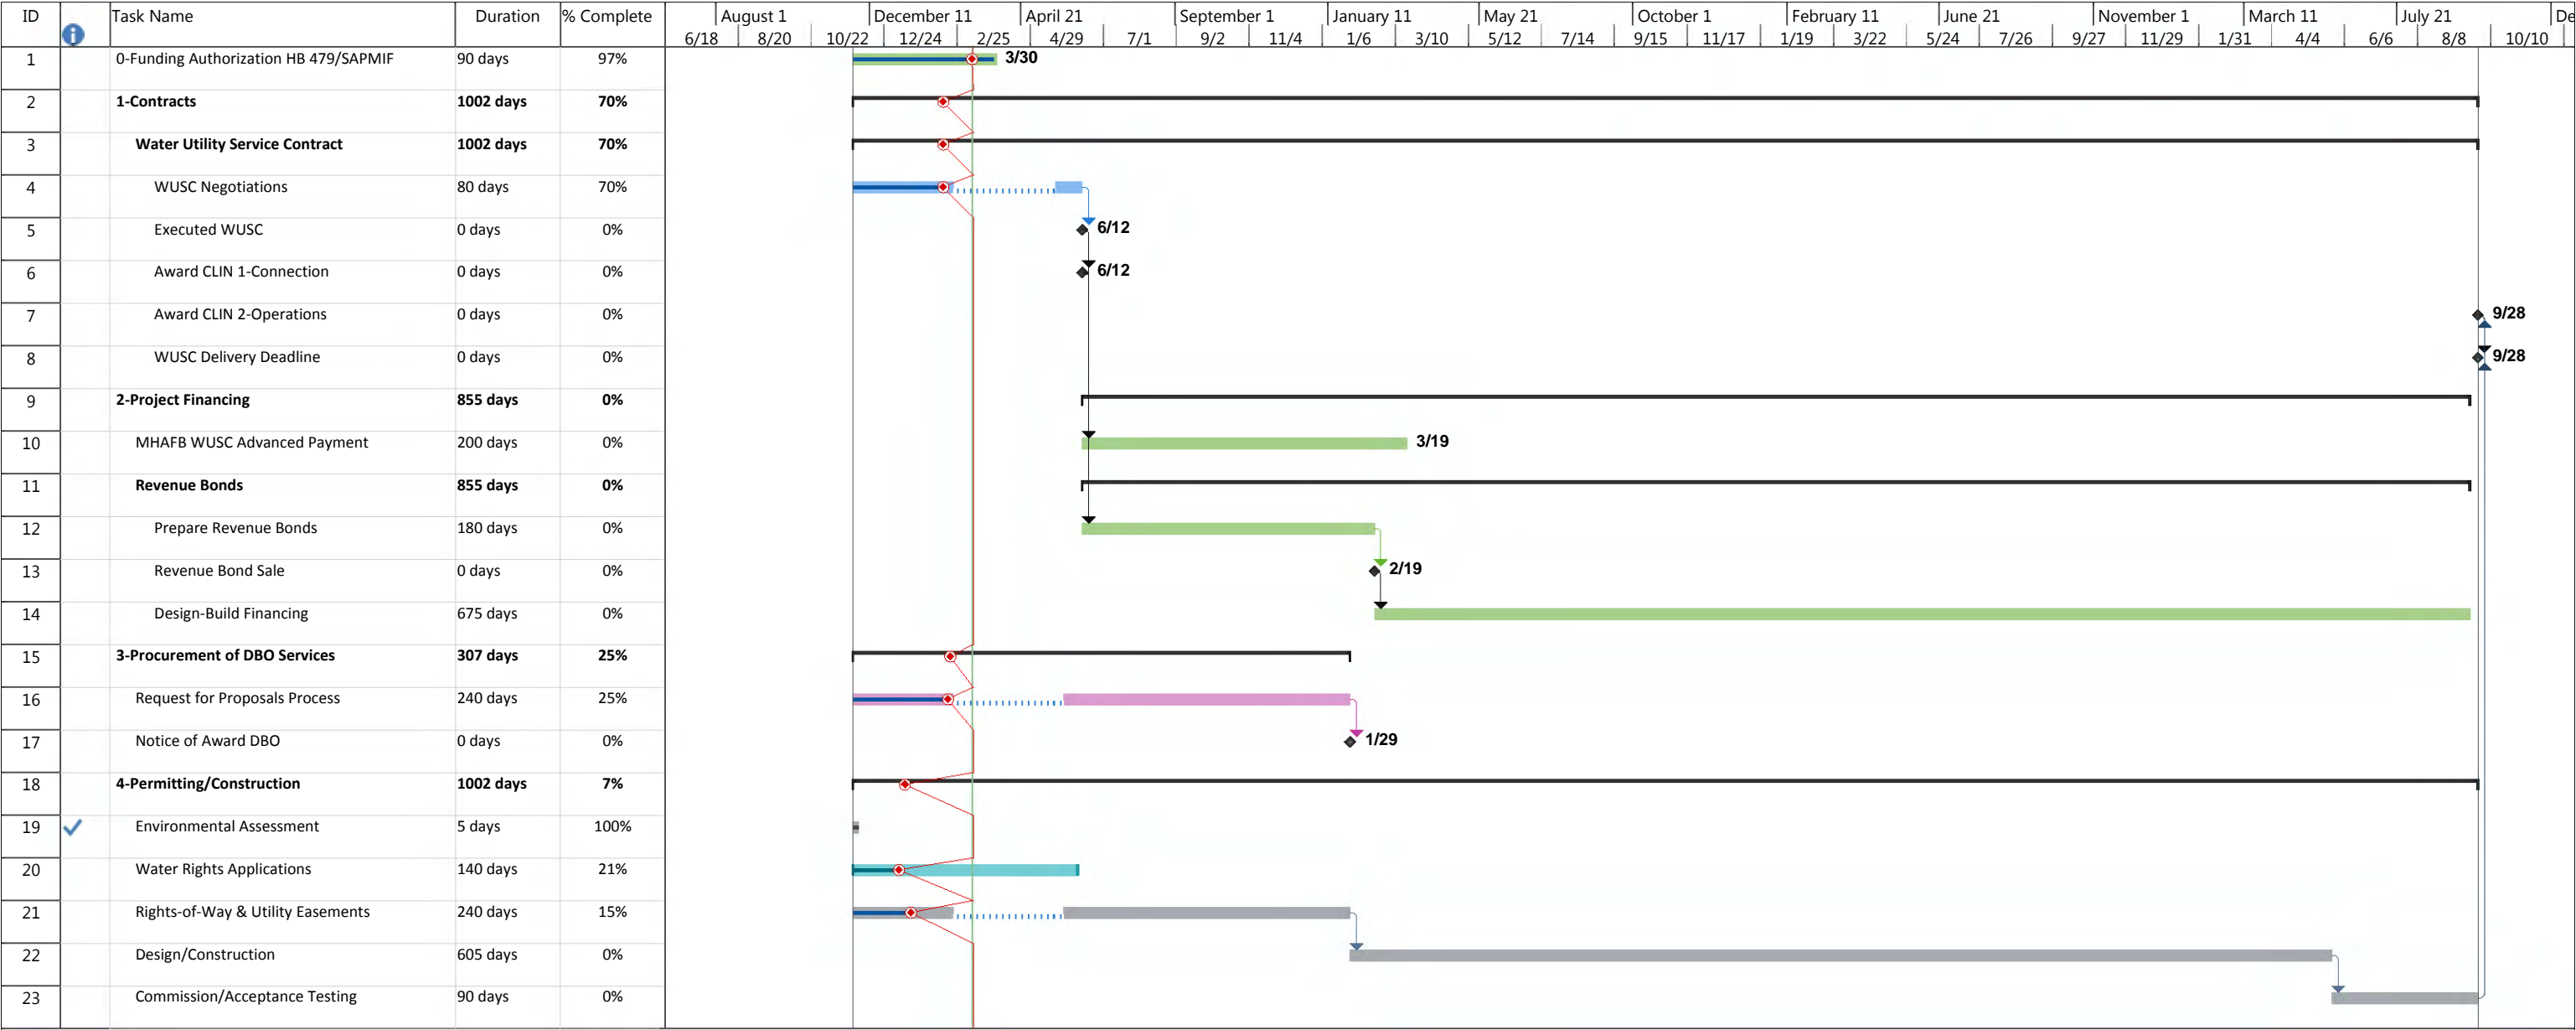 ID Task Name Duration % Complete August 1 December 11 April 21 September 1 January 11 May 21 October 1 February 11 June 21 November 1 March 11 July 21 De
6/18 8/20 10/22 12/24 2/25 4/29 7/1 9/2 11/4 1/6 3/10 5/12 7/14 9/15 11/17 1/19 3/22 5/24 7/26 9/27 11/29 1/31 4/4 6/6 8/8 10/10
1 0-Funding Authorization HB 479/SAPMIF 90 days 97% 3/30
2 1-Contracts 1002 days 70%
3 Water Utility Service Contract 1002 days 70%
4 WUSC Negotiations 80 days 70%
5 Executed WUSC 0 days 0% 6/12
6 Award CLIN 1-Connection 0 days 0% 6/12
7 Award CLIN 2-Operations 0 days 0% 9/28
8 WUSC Delivery Deadline 0 days 0% 9/28
9 2-Project Financing 855 days 0%
10 MHAFB WUSC Advanced Payment 200 days 0% 3/19
11 Revenue Bonds 855 days 0%
12 Prepare Revenue Bonds 180 days 0%
13 Revenue Bond Sale 0 days 0% 2/19
14 Design-Build Financing 675 days 0%
15 3-Procurement of DBO Services 307 days 25%
16 Request for Proposals Process 240 days 25%
17 Notice of Award DBO 0 days 0% 1/29
18 4-Permitting/Construction 1002 days 7%
19 Environmental Assessment 5 days 100%
20 Water Rights Applications 140 days 21%
21 Rights-of-Way & Utility Easements 240 days 15%
22 Design/Construction 605 days 0%
23 Commission/Acceptance Testing 90 days 0%